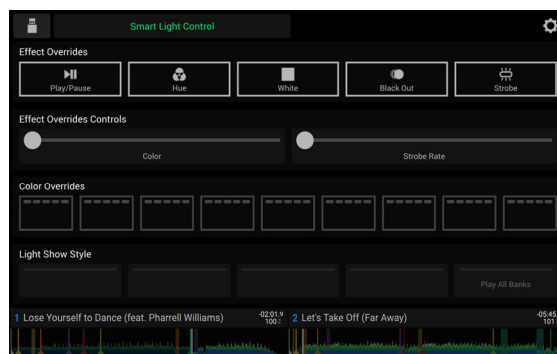 Smart Light Control
Effect Overrides
Play/Pause
Hue
White
Black Out
Strobe
Effect Overrides Controls
Color
Strobe Rate
Color Overrides
Light Show Style
Play All Banks
1 Lose Yourself to Dance (feat. Pharrell Williams)
-02:01.9
100
2 Let's Take Off (Far Away)
-05:45
101